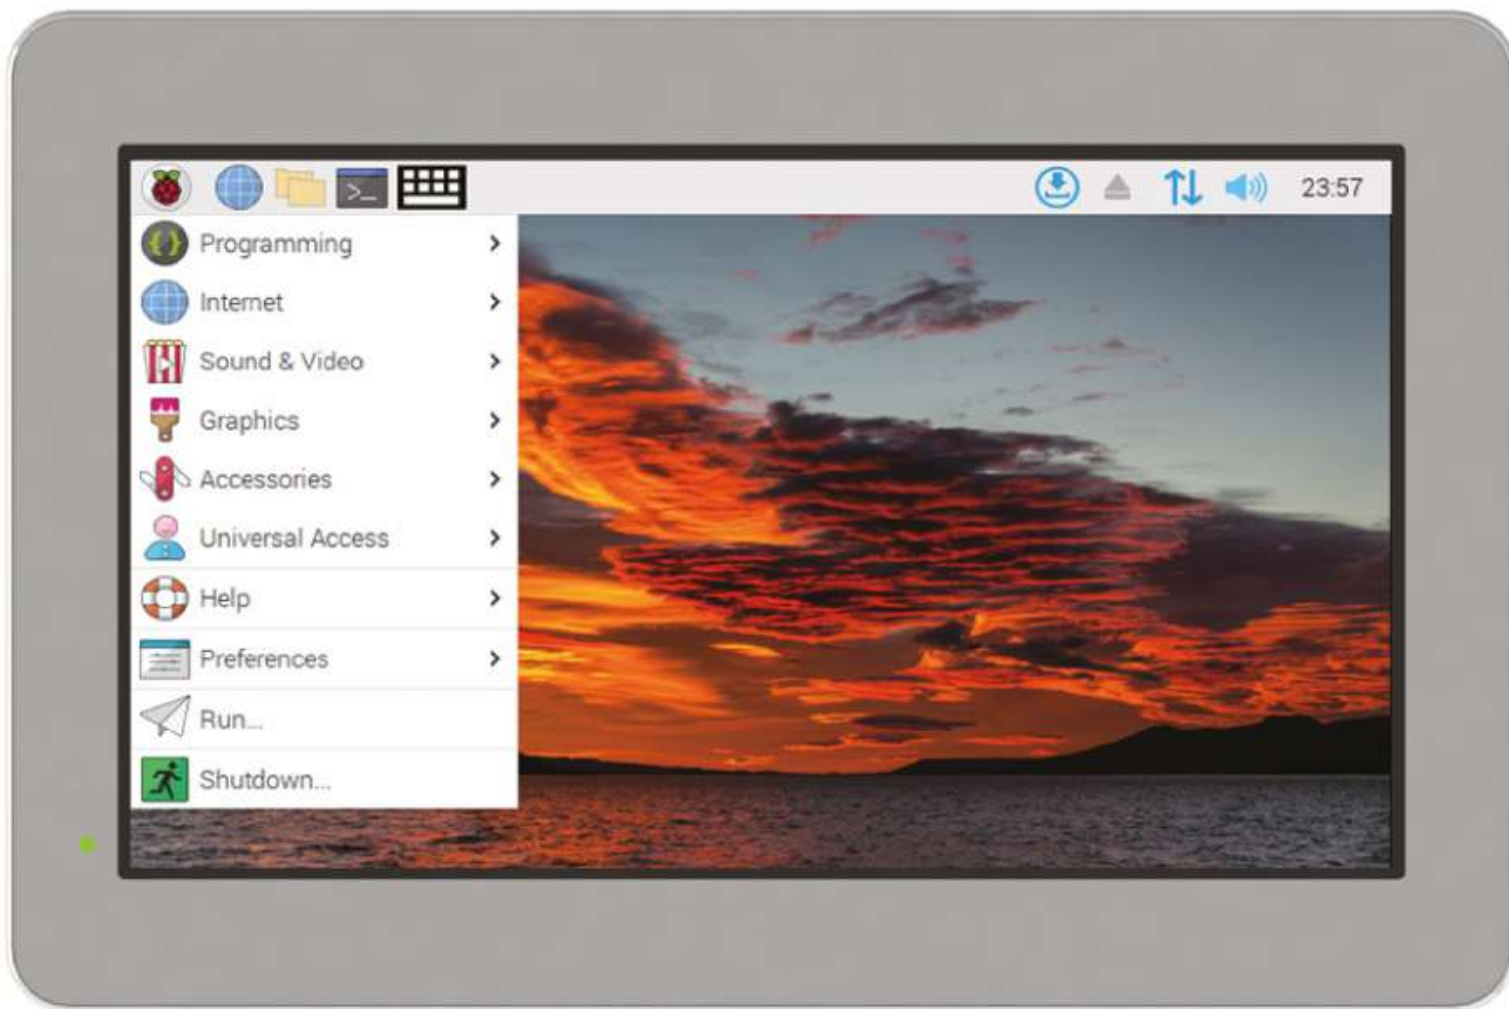 23:57
Programming
Internet
Sound & Video
Graphics
Accessories
Universal Access
Help
Preferences
Run...
Shutdown...